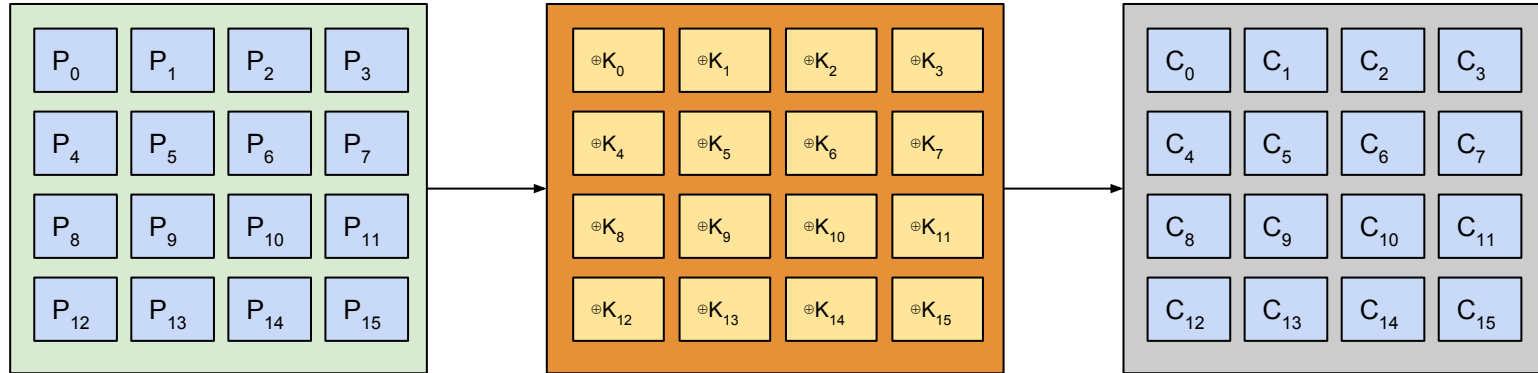 P₀ P₁ P₂ P₃ ⊕K₀ ⊕K₁ ⊕K₂ ⊕K₃ C₀ C₁ C₂ C₃
P₄ P₅ P₆ P₇ ⊕K₄ ⊕K₅ ⊕K₆ ⊕K₇ C₄ C₅ C₆ C₇
P₈ P₉ P₁₀ P₁₁ ⊕K₈ ⊕K₉ ⊕K₁₀ ⊕K₁₁ C₈ C₉ C₁₀ C₁₁
P₁₂ P₁₃ P₁₄ P₁₅ ⊕K₁₂ ⊕K₁₃ ⊕K₁₄ ⊕K₁₅ C₁₂ C₁₃ C₁₄ C₁₅